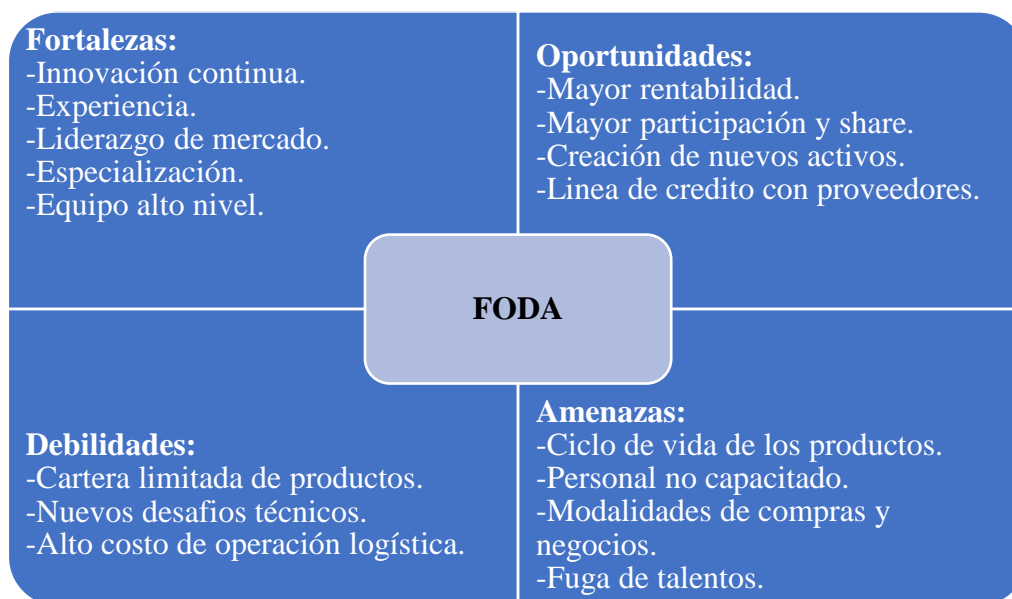 Fortalezas:
-Innovación continua.
-Experiencia.
-Liderazgo de mercado.
-Especialización.
-Equipo alto nivel.
Oportunidades:
-Mayor rentabilidad.
-Mayor participación y share.
-Creación de nuevos activos.
-Linea de credito con proveedores.
FODA
Debilidades:
-Cartera limitada de productos.
-Nuevos desafios técnicos.
-Alto costo de operación logística.
Amenazas:
-Ciclo de vida de los productos.
-Personal no capacitado.
-Modalidades de compras y
negocios.
-Fuga de talentos.